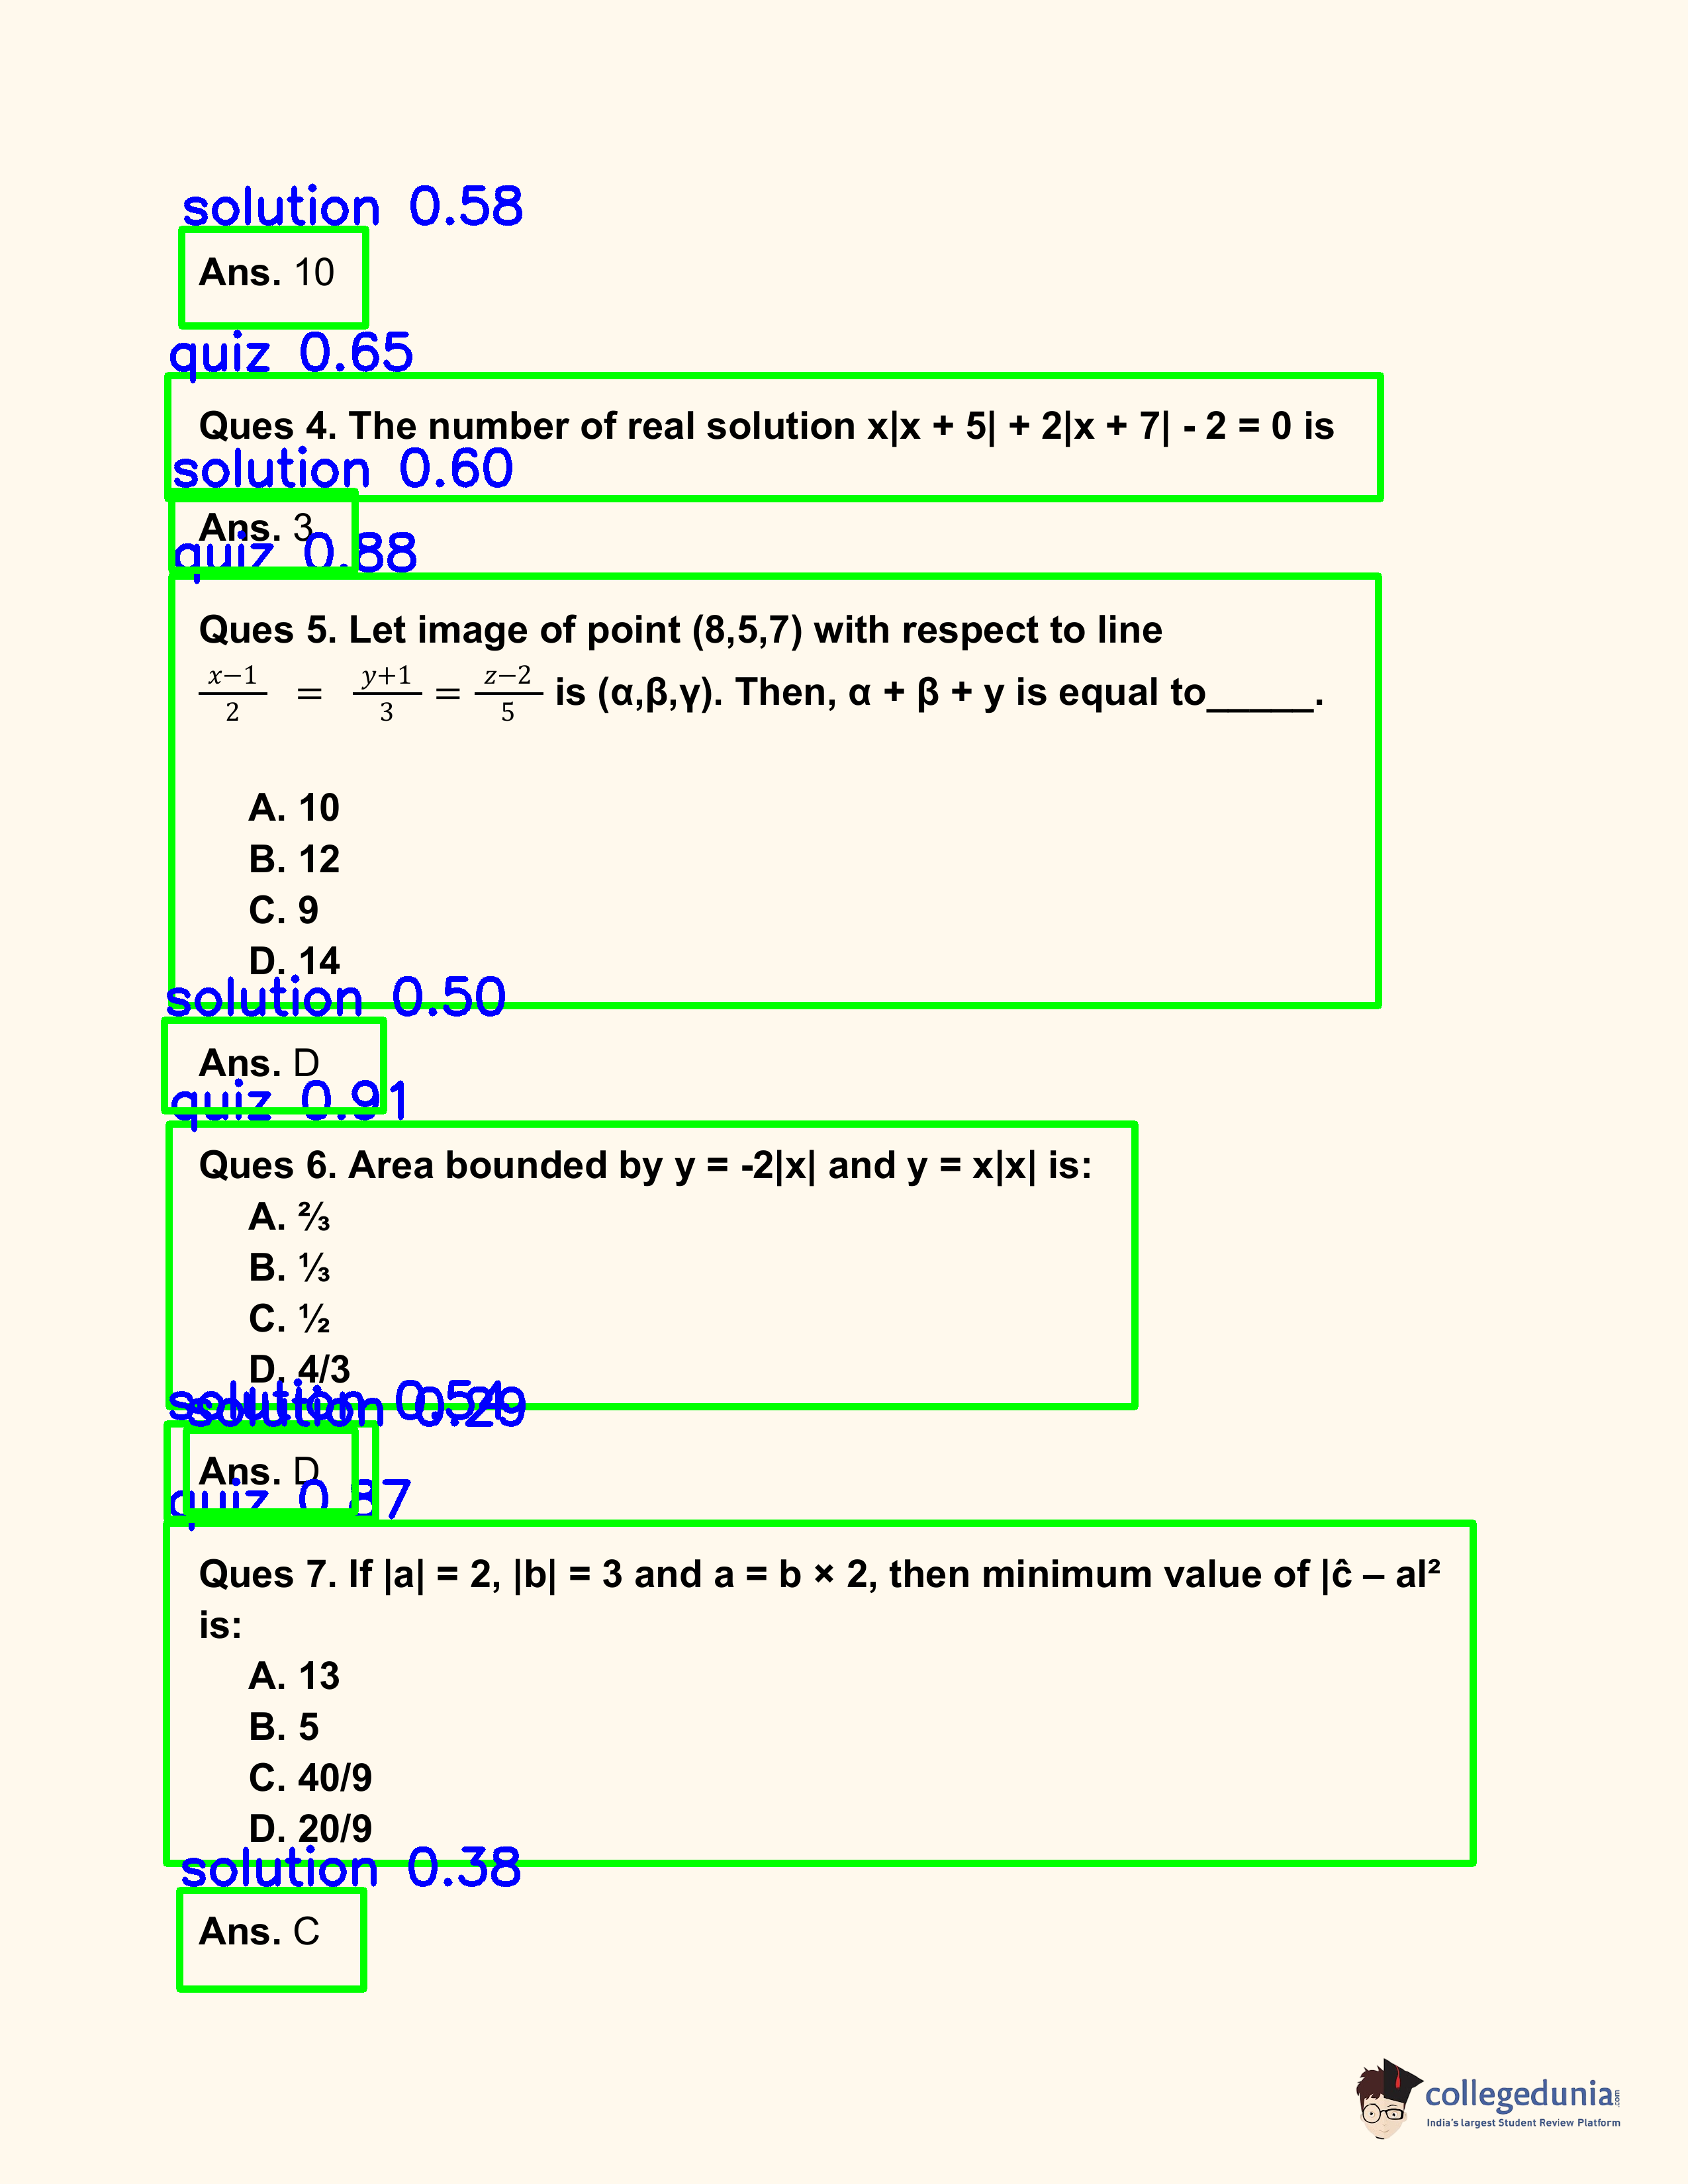 solution 0.58
Ans. 10
quiz 0.65
Ques 4. The number of real solution x|x + 5| + 2|x + 7| - 2 = 0 is
solution 0.60
Ans. 3
quiz 0.88
Ques 5. Let image of point (8,5,7) with respect to line
x−1/2 = y+1/3 = z−2/5 is (α,β,γ). Then, α + β + y is equal to_____.
A. 10
B. 12
C. 9
D. 14
solution 0.50
Ans. D
quiz 0.91
Ques 6. Area bounded by y = -2|x| and y = x|x| is:
A. ⅔
B. ⅓
C. ½
D. 4/3
solution 0.54
solution 0.29
Ans. D
quiz 0.87
Ques 7. If |a| = 2, |b| = 3 and a = b × 2, then minimum value of |ĉ – al²
is:
A. 13
B. 5
C. 40/9
D. 20/9
solution 0.38
Ans. C
collegedunia.com
India's largest Student Review Platform